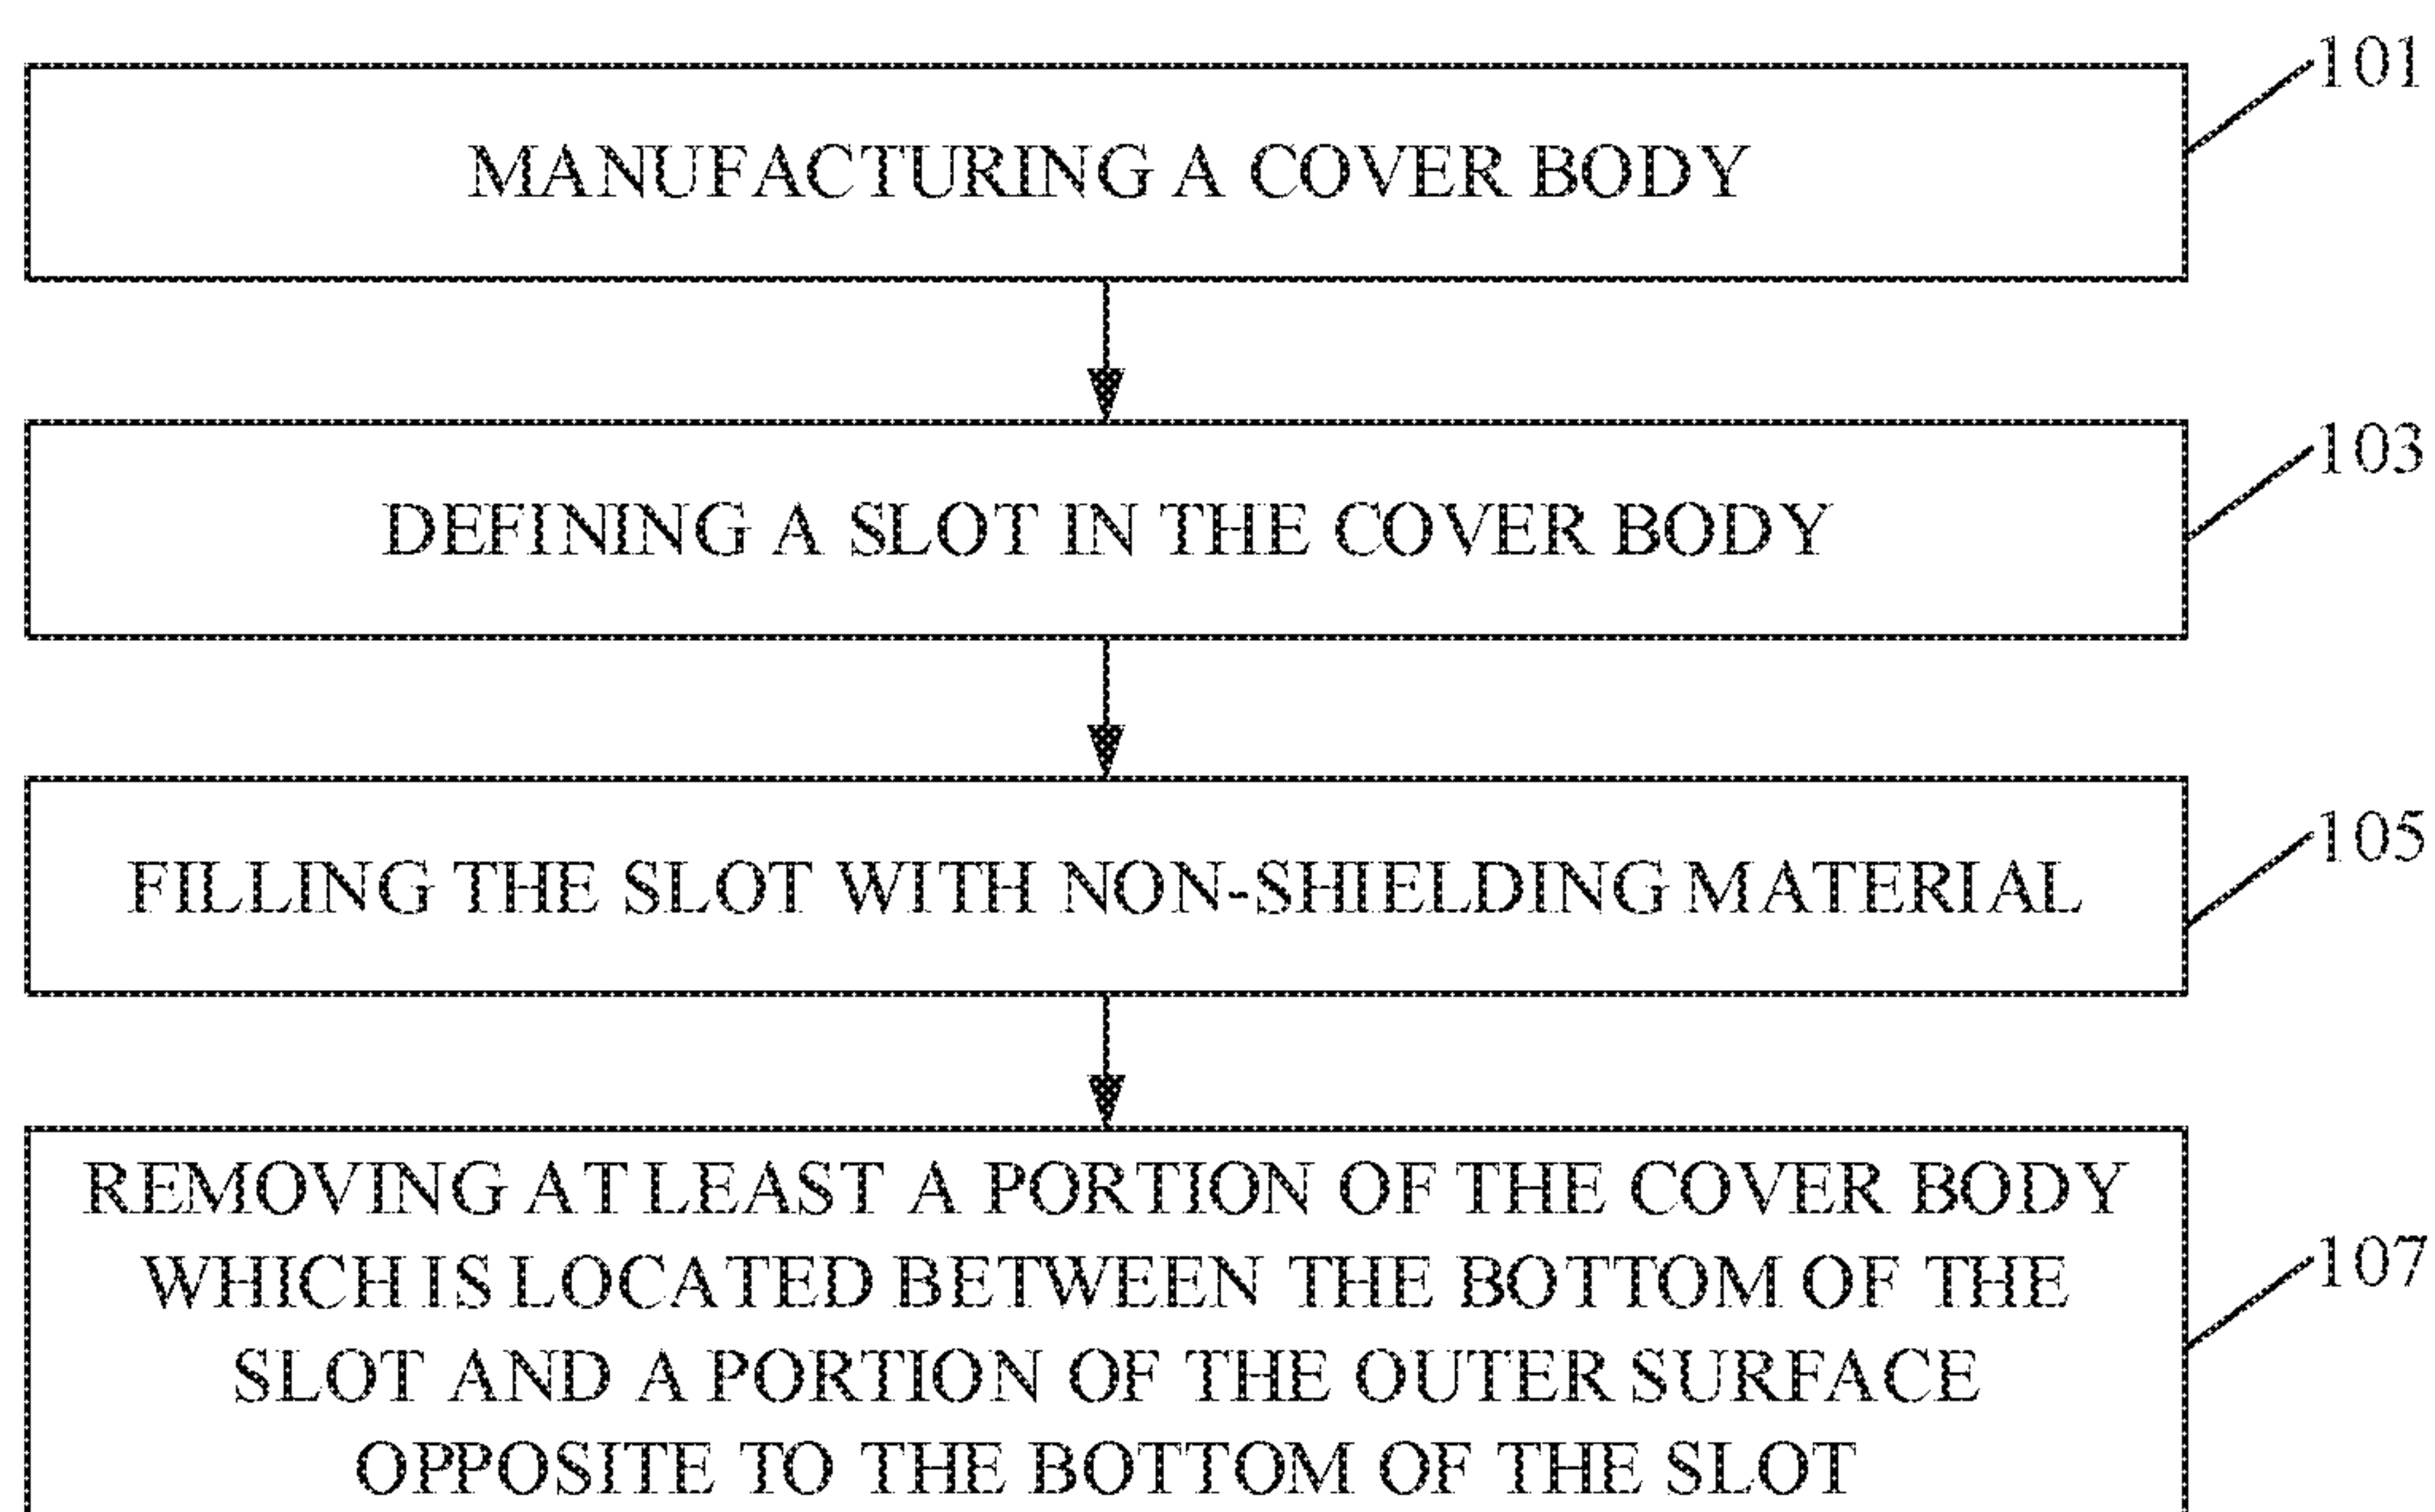 101
MANUFACTURING A COVER BODY
103
DEFINING A SLOT IN THE COVER BODY
105
FILLING THE SLOT WITH NON-SHIELDING MATERIAL
REMOVING AT LEAST A PORTION OF THE COVER BODY
WHICH IS LOCATED BETWEEN THE BOTTOM OF THE
107
SLOT AND A PORTION OF THE OUTER SURFACE
OPPOSITE TO THE BOTTOM OF THE SLOT